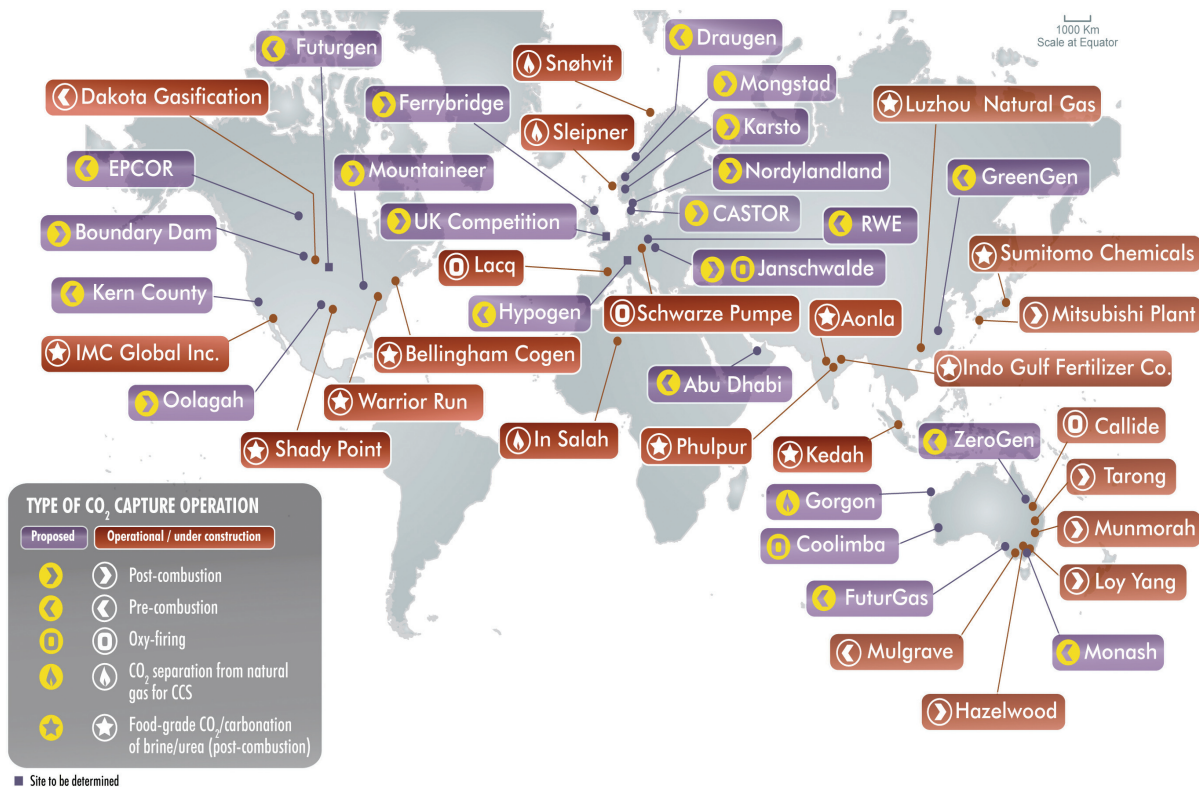 1000 Km
Scale at Equator
Futurgen
Draugen
Snøhvit
Mongstad
Dakota Gasification
Ferrybridge
Luzhou Natural Gas
Karsto
Sleipner
EPCOR
Mountaineer
Nordylandland
GreenGen
UK Competition
CASTOR
RWE
Boundary Dam
Sumitomo Chemicals
Lacq
Janschwalde
Kern County
Hypogen
Schwarze Pumpe
Aonla
Mitsubishi Plant
IMC Global Inc.
Bellingham Cogen
Indo Gulf Fertilizer Co.
Abu Dhabi
Oolagah
Warrior Run
Shady Point
In Salah
Phulpur
Kedah
ZeroGen
Callide
Tarong
Gorgon
Munmorah
Coolimba
Loy Yang
FuturGas
Mulgrave
Monash
Hazelwood
TYPE OF CO2 CAPTURE OPERATION
Proposed
Operational / under construction
Post-combustion
Pre-combustion
Oxy-firing
CO2 separation from natural
gas for CCS
Food-grade CO2/carbonation
of brine/urea (post-combustion)
Site to be determined